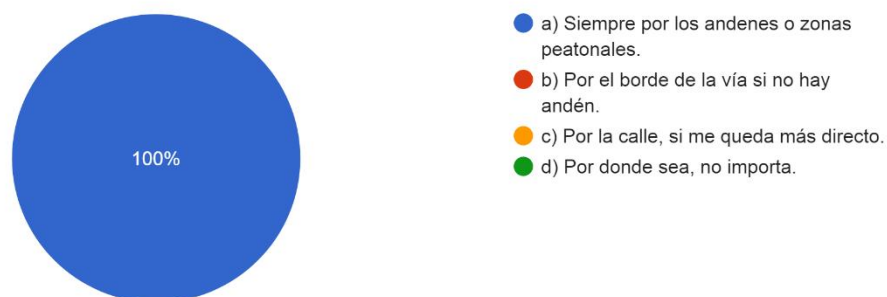 100%
a) Siempre por los andenes o zonas
peatonales.
b) Por el borde de la vía si no hay
andén.
c) Por la calle, si me queda más directo.
d) Por donde sea, no importa.